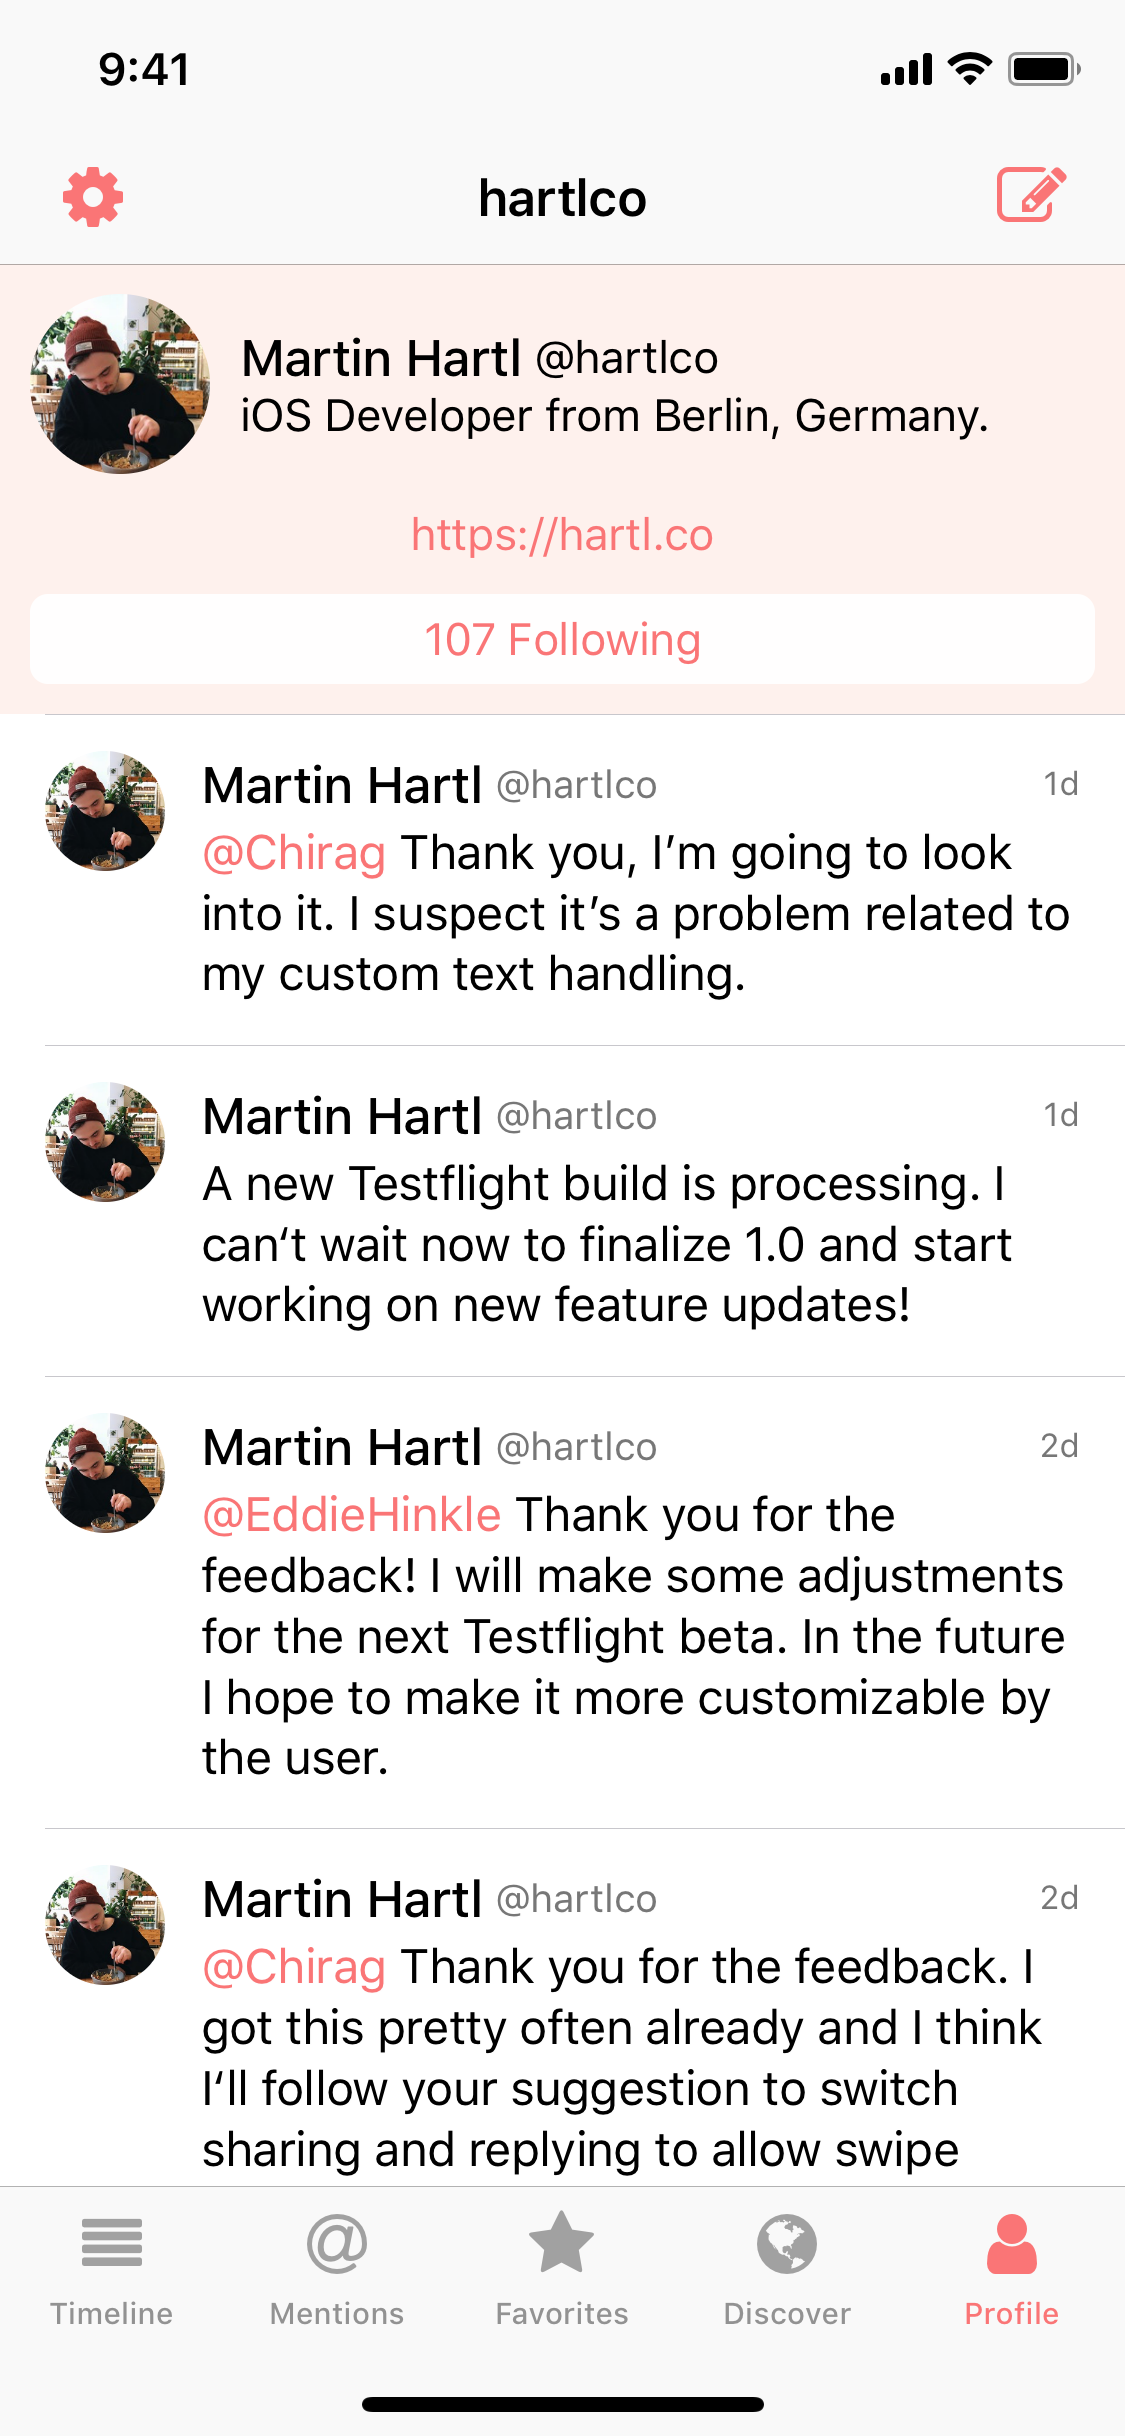 9:41
hartlco
Martin Hartl @hartlco
iOS Developer from Berlin, Germany.
https://hartl.co
107 Following
Martin Hartl @hartlco 1d
@Chirag Thank you, I’m going to look
into it. I suspect it’s a problem related to
my custom text handling.
Martin Hartl @hartlco 1d
A new Testflight build is processing. I
can‘t wait now to finalize 1.0 and start
working on new feature updates!
Martin Hartl @hartlco 2d
@EddieHinkle Thank you for the
feedback! I will make some adjustments
for the next Testflight beta. In the future
I hope to make it more customizable by
the user.
Martin Hartl @hartlco 2d
@Chirag Thank you for the feedback. I
got this pretty often already and I think
I‘ll follow your suggestion to switch
sharing and replying to allow swipe
Timeline Mentions Favorites Discover Profile